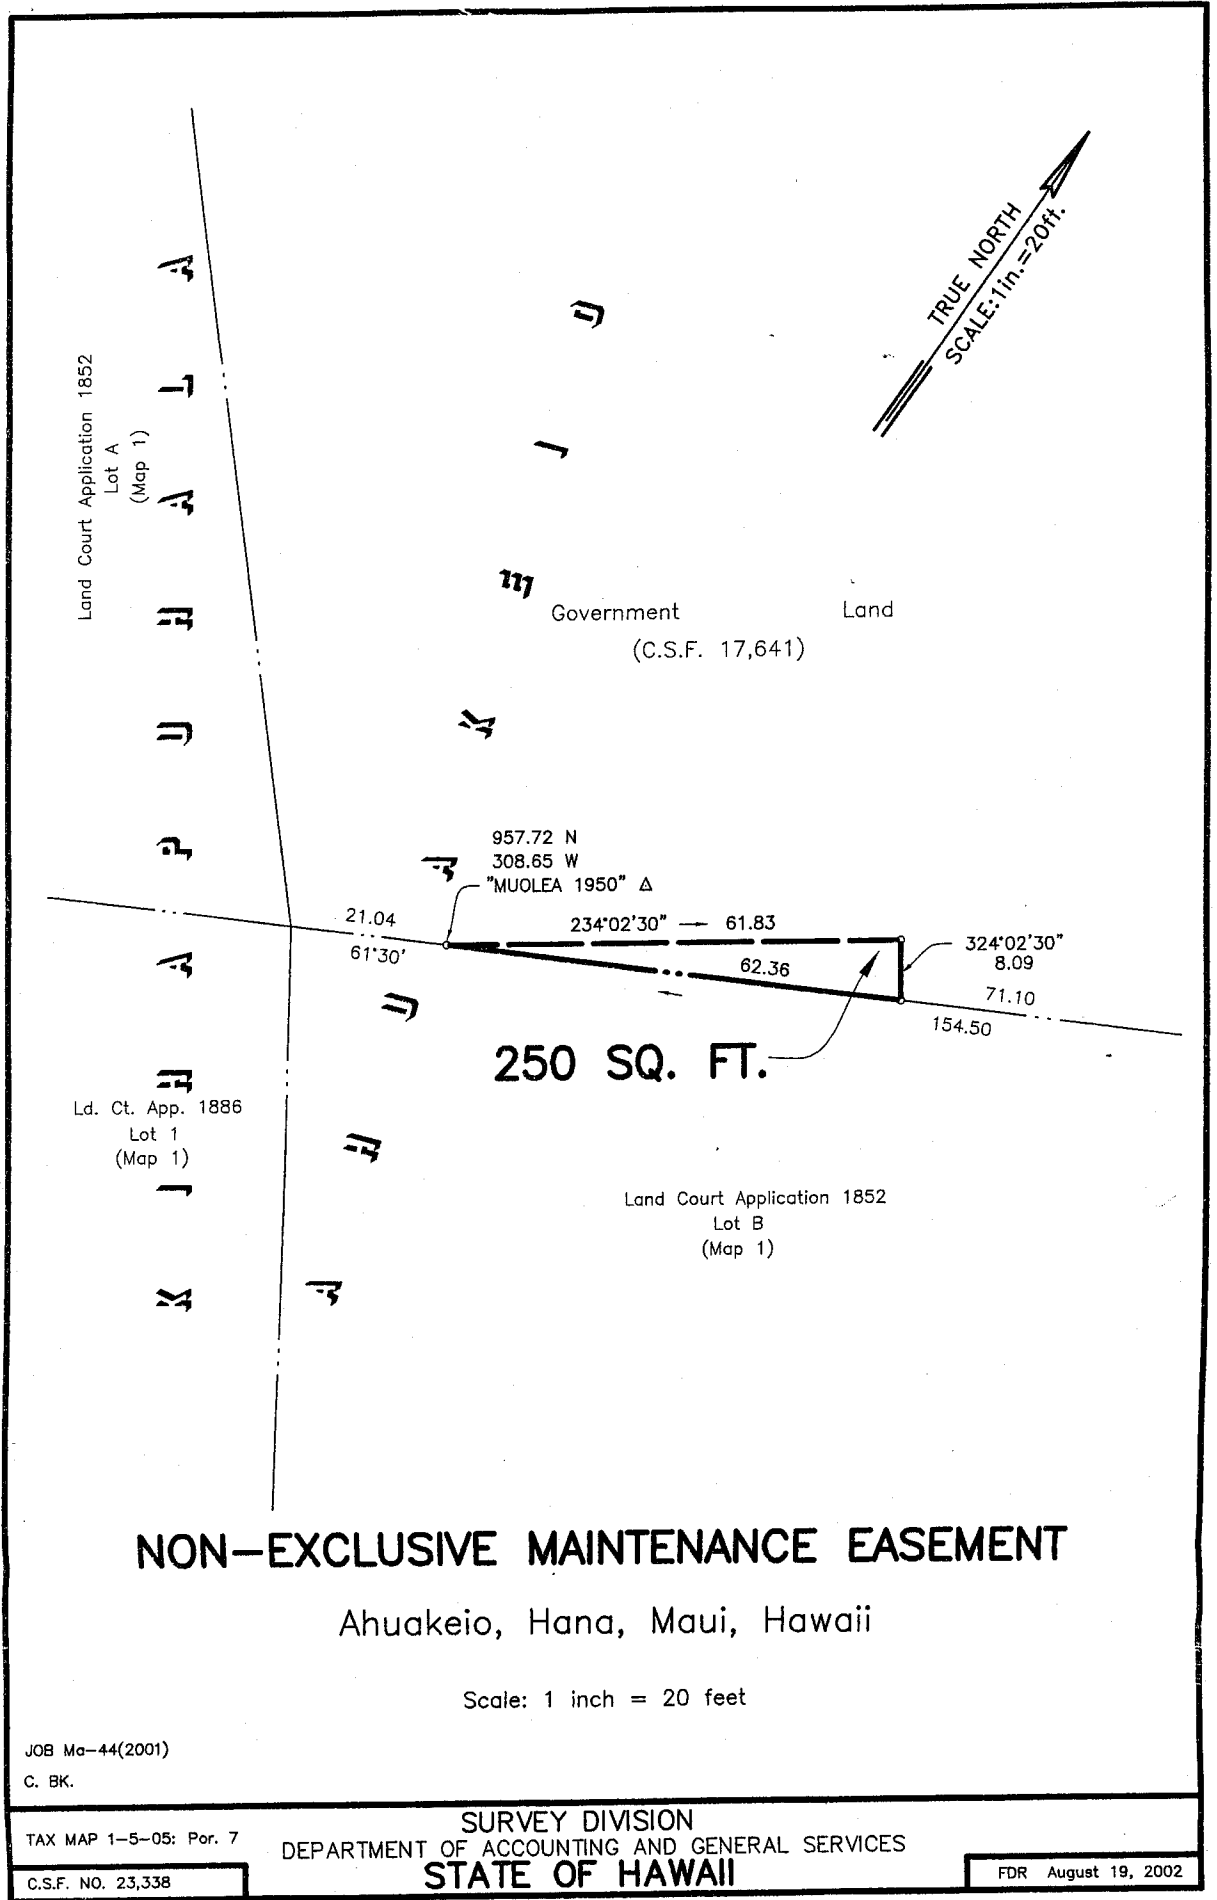 TRUE NORTH
SCALE: 1in.=20ft.
Land Court Application 1852
Lot A
(Map 1)
KIHAPUHALA
AHUAKEIO
Government Land
(C.S.F. 17,641)
957.72 N
308.65 W
"MUOLEA 1950" Δ
21.04
61°30'
234°02'30" 61.83
62.36
324°02'30"
8.09
71.10
154.50
250 SQ. FT.
Ld. Ct. App. 1886
Lot 1
(Map 1)
Land Court Application 1852
Lot B
(Map 1)
NON-EXCLUSIVE MAINTENANCE EASEMENT
Ahuakeio, Hana, Maui, Hawaii
Scale: 1 inch = 20 feet
JOB Ma-44(2001)
C. BK.
TAX MAP 1-5-05: Por. 7
C.S.F. NO. 23,338
SURVEY DIVISION
DEPARTMENT OF ACCOUNTING AND GENERAL SERVICES
STATE OF HAWAII
FDR August 19, 2002